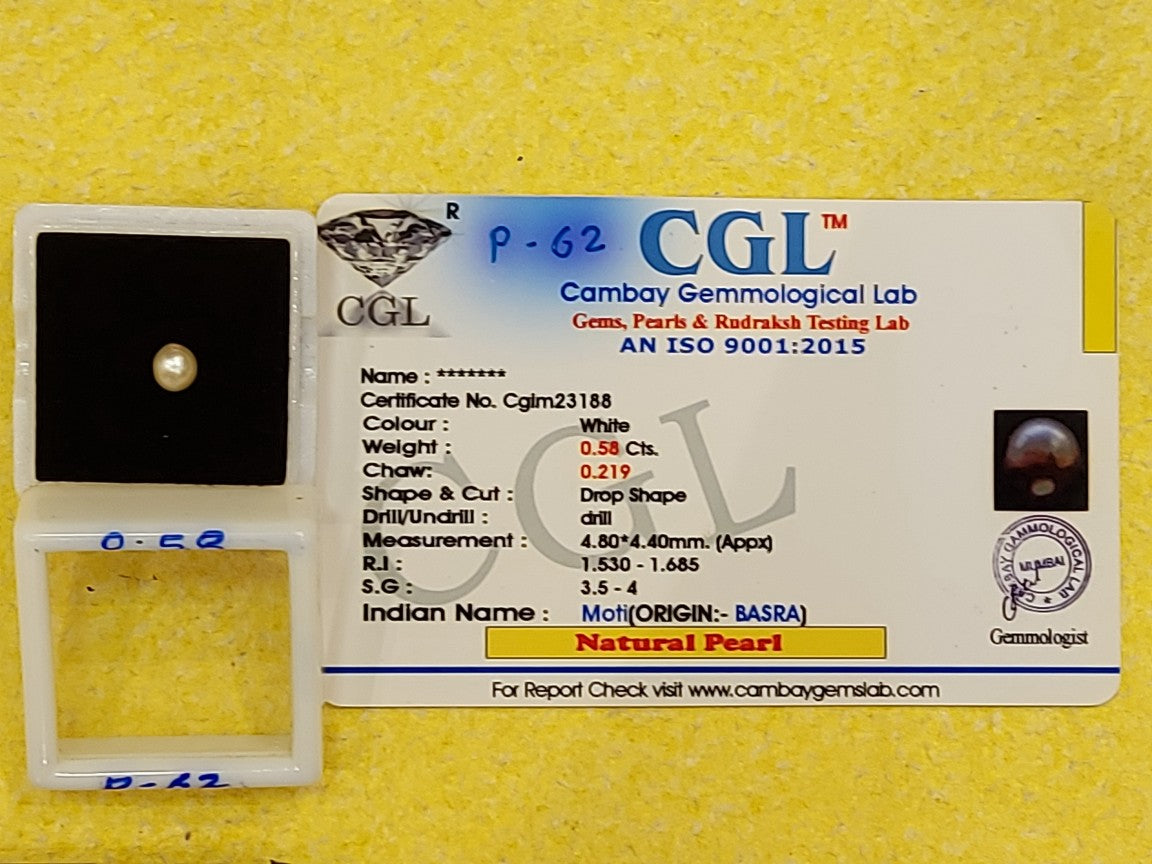 R
P - 62
CGL™
CGL
Cambay Gemmological Lab
Gems, Pearls & Rudraksh Testing Lab
AN ISO 9001:2015
Name : *******
Certificate No. Cglm23188
Colour : White
Weight : 0.58 Cts.
Chaw: 0.219
Shape & Cut : Drop Shape
Drill/Undrill : drill
Measurement : 4.80*4.40mm. (Appx)
R.I : 1.530 - 1.685
S.G : 3.5 - 4
Indian Name : Moti(ORIGIN:- BASRA)
Natural Pearl
For Report Check visit www.cambaygemslab.com
CGL
GAMMOLOGICAL LAB
MUMBAI
Gemmologist
0.58
P-62